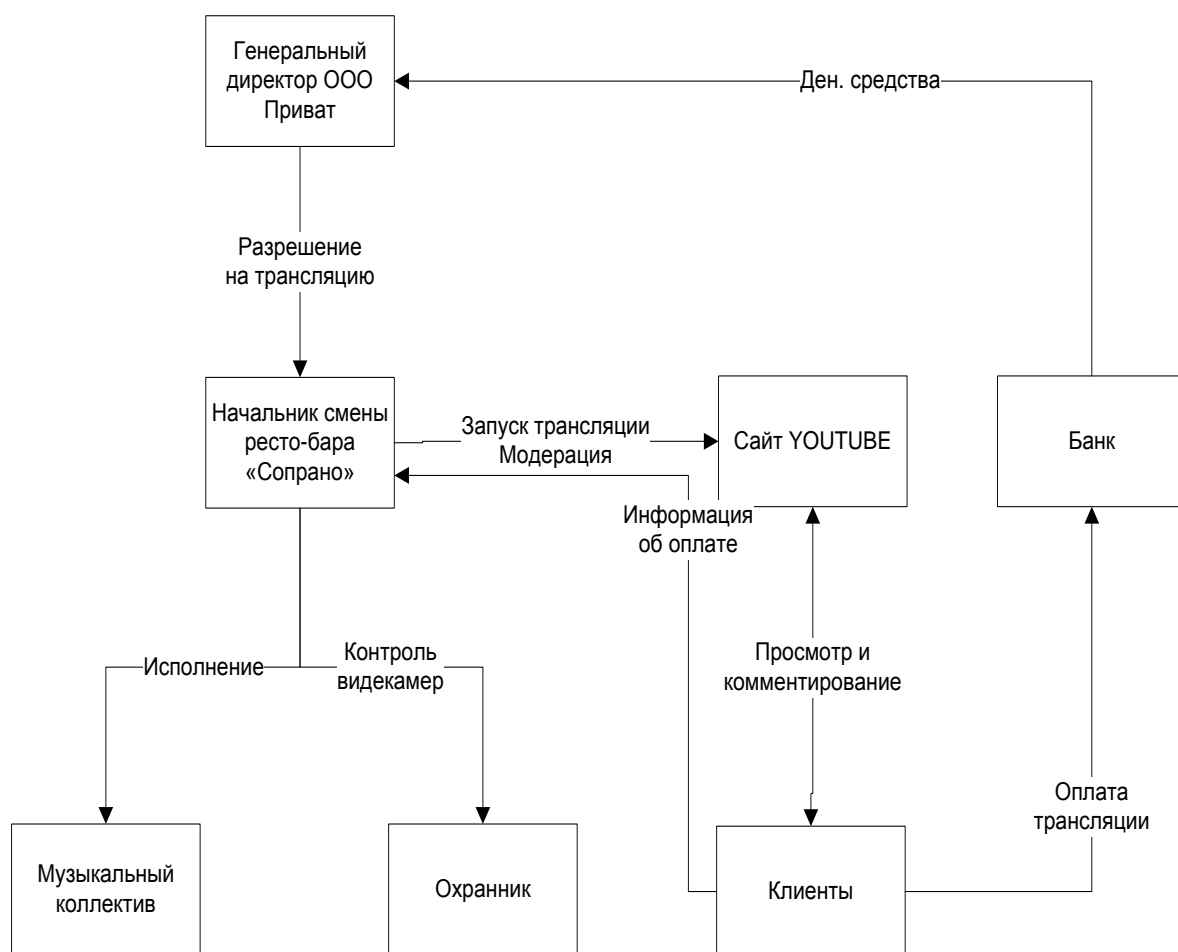 Генеральный
директор ООО
Приват
Ден. средства
Разрешение
на трансляцию
Начальник смены
ресто-бара
«Сопрано»
Запуск трансляции
Модерация
Сайт YOUTUBE
Банк
Информация
об оплате
Исполнение
Контроль
видекамер
Просмотр и
комментирование
Оплата
трансляции
Музыкальный
коллектив
Охранник
Клиенты